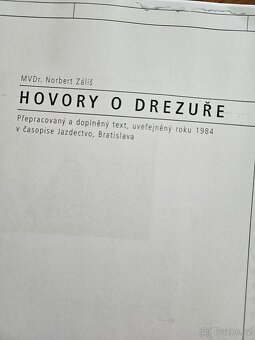 MVDr. Norbert Záliš
HOVORY O DREZUŘE
Přepracovaný a doplněný text, uveřejněný roku 1984
v časopise Jazdectvo, Bratislava